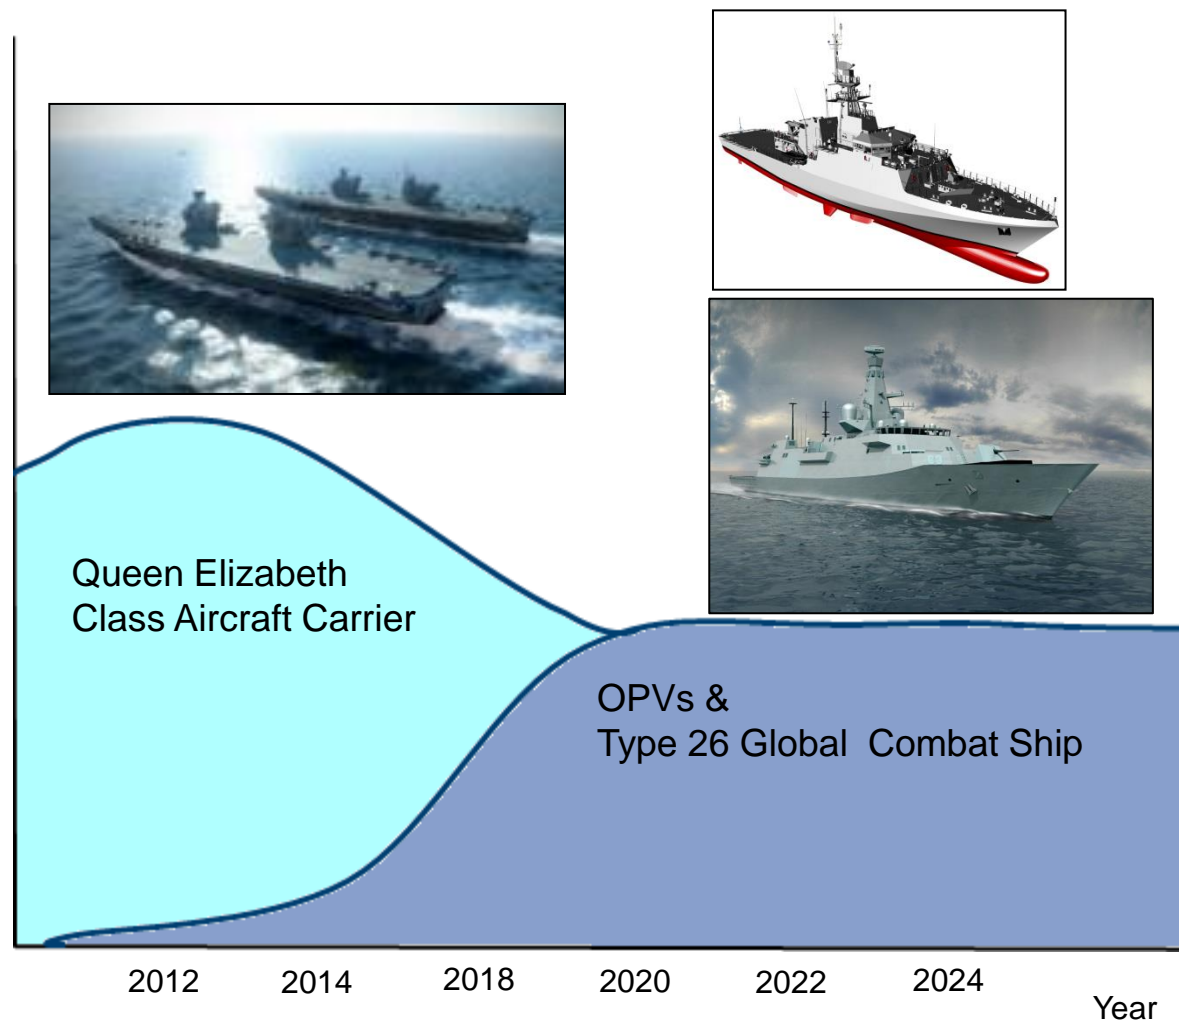 Queen Elizabeth
Class Aircraft Carrier
OPVs &
Type 26 Global Combat Ship
2012 2014 2018 2020 2022 2024
Year